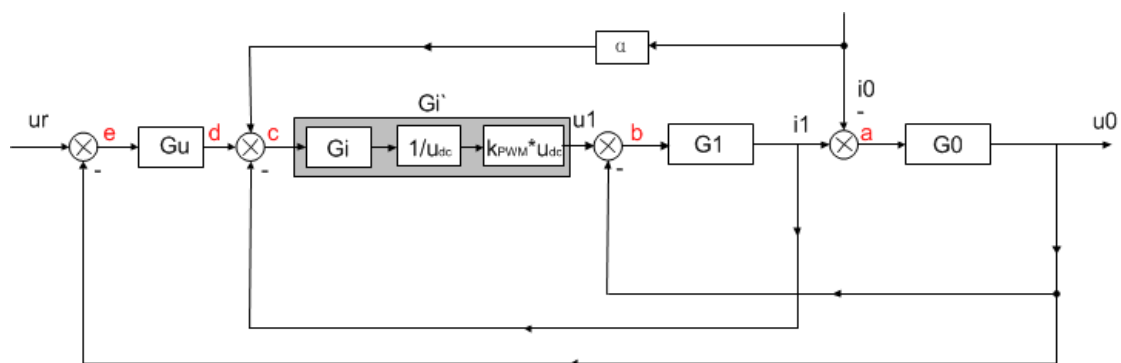 α
i0
-
Gi`
ur
e
Gu
d
c
Gi
1/udc
kPWM*udc
u1
b
G1
i1
a
G0
u0
-
-
-